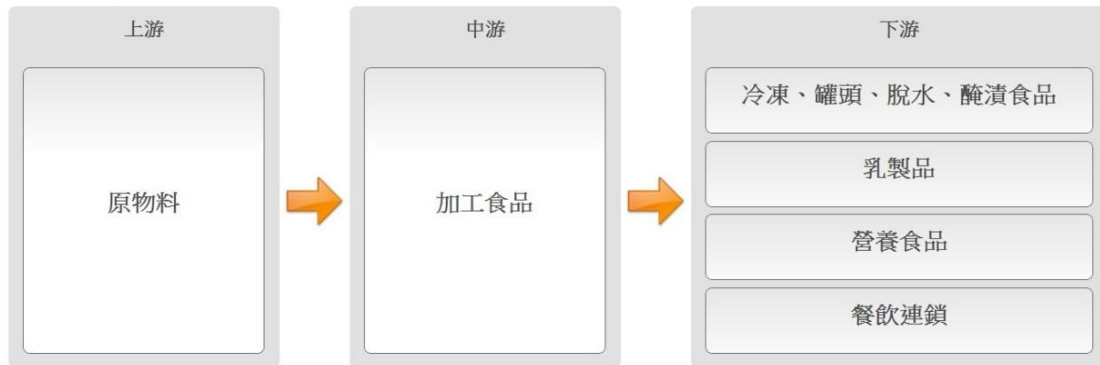 上游
原物料
中游
加工食品
下游
冷凍、罐頭、脫水、醃漬食品
乳製品
營養食品
餐飲連鎖